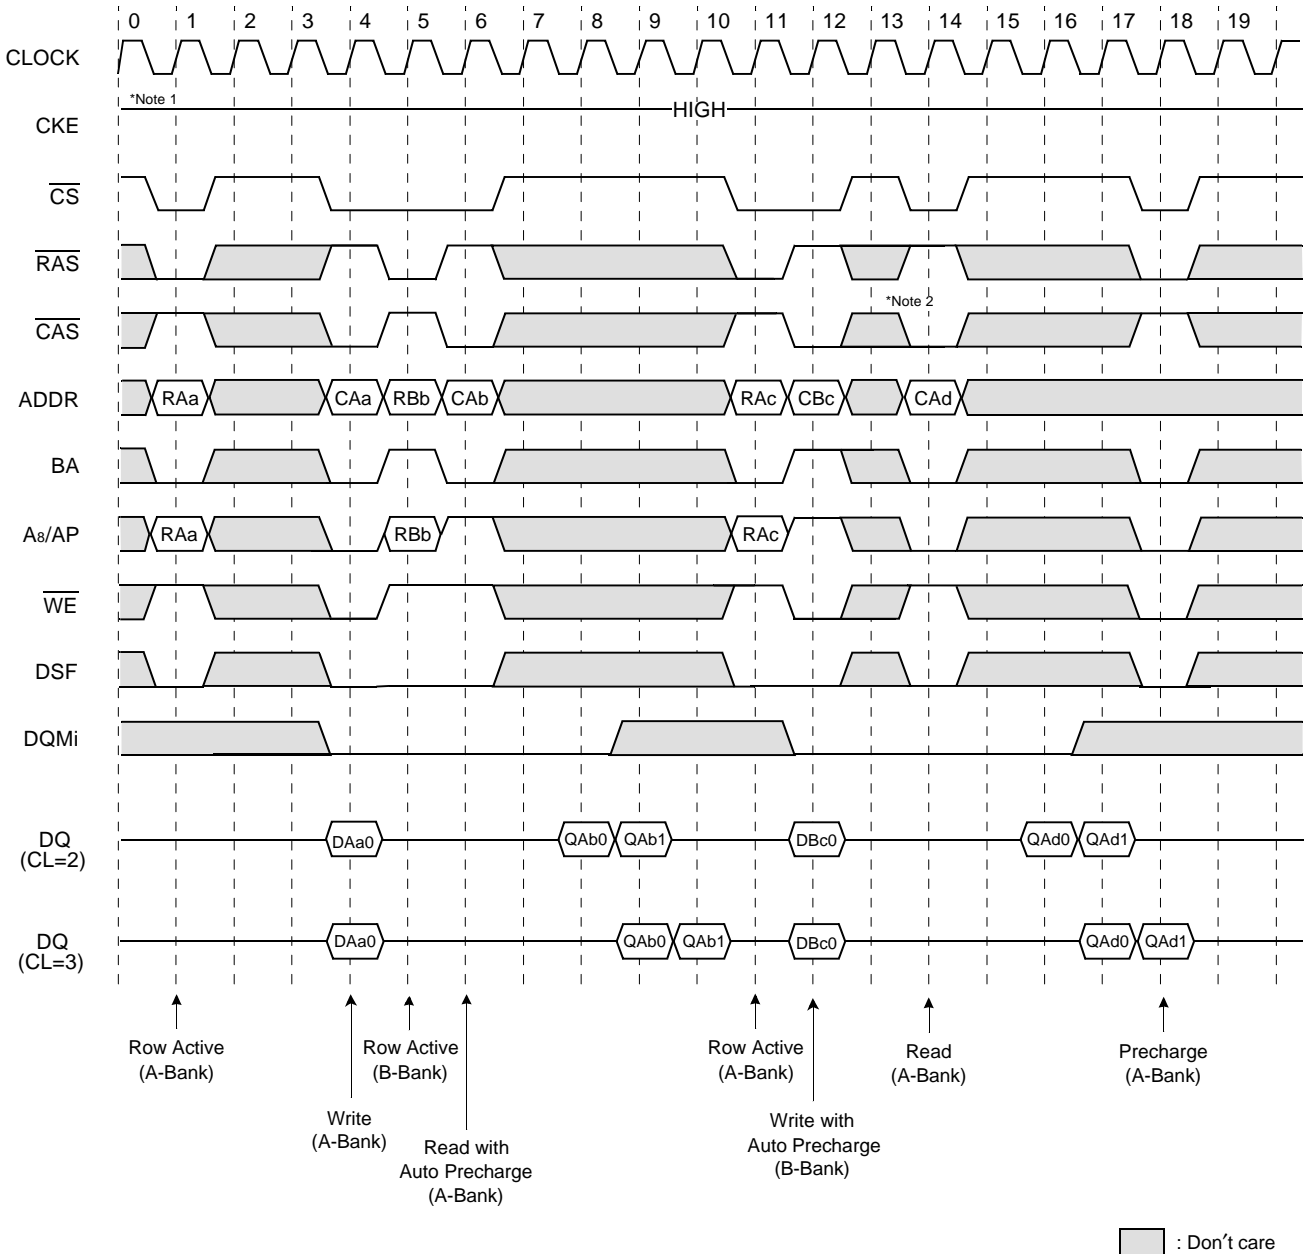 0 1 2 3 4 5 6 7 8 9 10 11 12 13 14 15 16 17 18 19
CLOCK
*Note 1
HIGH
CKE
CS
RAS
*Note 2
CAS
ADDR RAa CAa RBb CAb RAc CBc CAd
BA
A8/AP RAa RBb RAc
WE
DSF
DQMi
DQ
(CL=2)
DAa0 QAb0 QAb1 DBc0 QAd0 QAd1
DQ
(CL=3)
DAa0 QAb0 QAb1 DBc0 QAd0 QAd1
Row Active
(A-Bank)
Write
(A-Bank)
Row Active
(B-Bank)
Read with
Auto Precharge
(A-Bank)
Row Active
(A-Bank)
Write with
Auto Precharge
(B-Bank)
Read
(A-Bank)
Precharge
(A-Bank)
: Don′t care